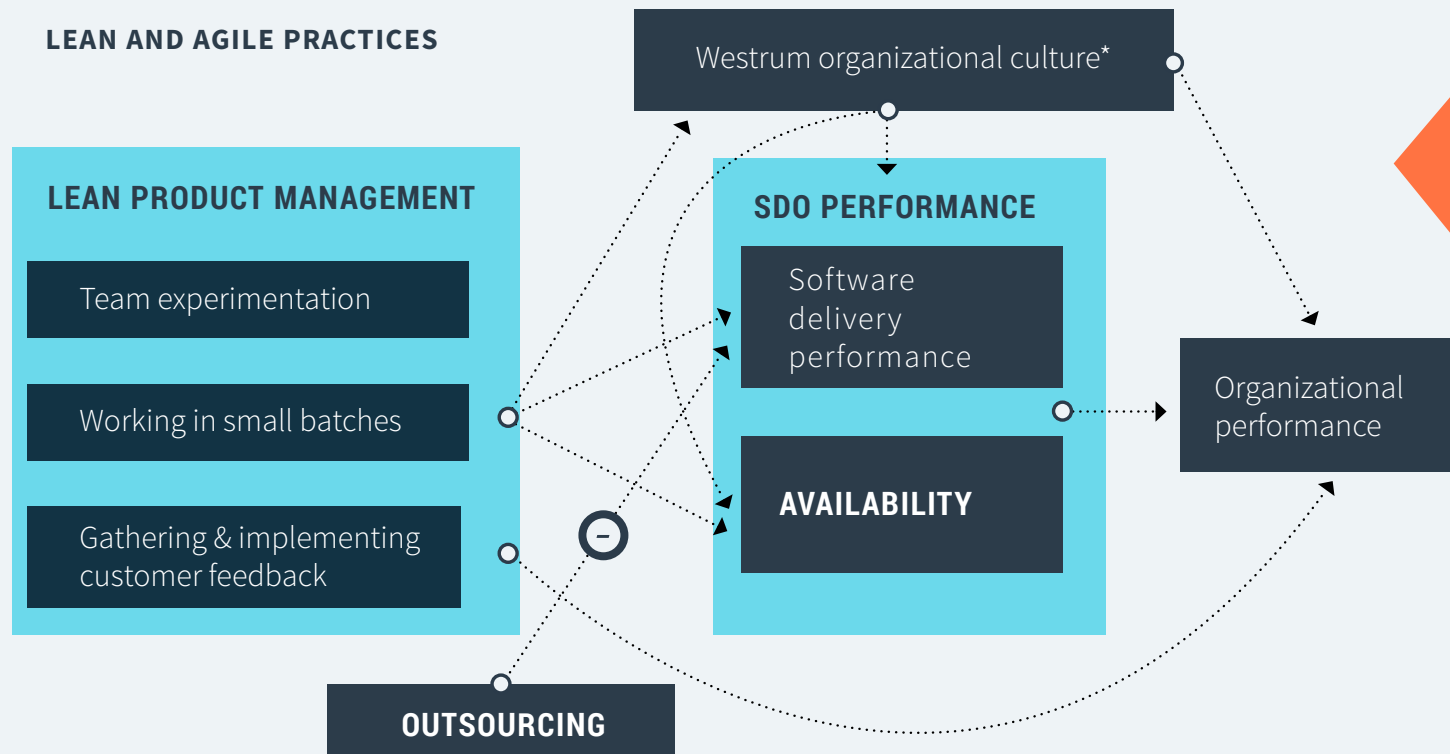 LEAN AND AGILE PRACTICES
Westrum organizational culture*
LEAN PRODUCT MANAGEMENT
Team experimentation
Working in small batches
Gathering & implementing
customer feedback
SDO PERFORMANCE
Software
delivery
performance
AVAILABILITY
Organizational
performance
-
OUTSOURCING